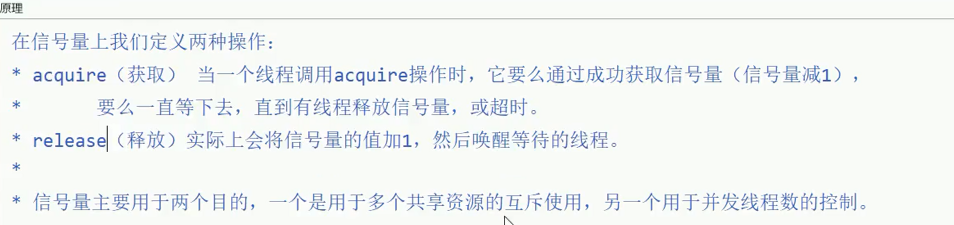 原理
在信号量上我们定义两种操作：
* acquire（获取） 当一个线程调用acquire操作时，它要么通过成功获取信号量（信号量减1），
* 要么一直等下去，直到有线程释放信号量，或超时。
* release（释放）实际上会将信号量的值加1，然后唤醒等待的线程。
*
* 信号量主要用于两个目的，一个是用于多个共享资源的互斥使用，另一个用于并发线程数的控制。